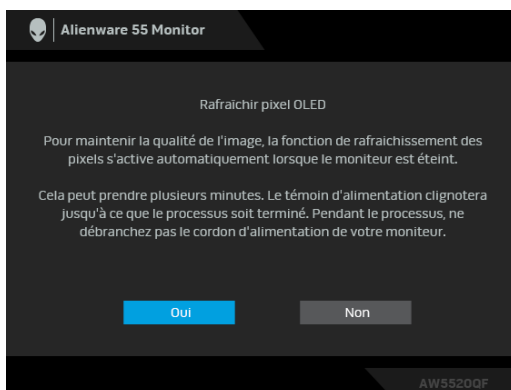 Alienware 55 Monitor
Rafraichir pixel OLED
Pour maintenir la qualité de l'image, la fonction de rafraichissement des
pixels s'active automatiquement lorsque le moniteur est éteint.
Cela peut prendre plusieurs minutes. Le témoin d'alimentation clignotera
jusqu'à ce que le processus soit terminé. Pendant le processus, ne
débranchez pas le cordon d'alimentation de votre moniteur.
Oui
Non
AW5520QF